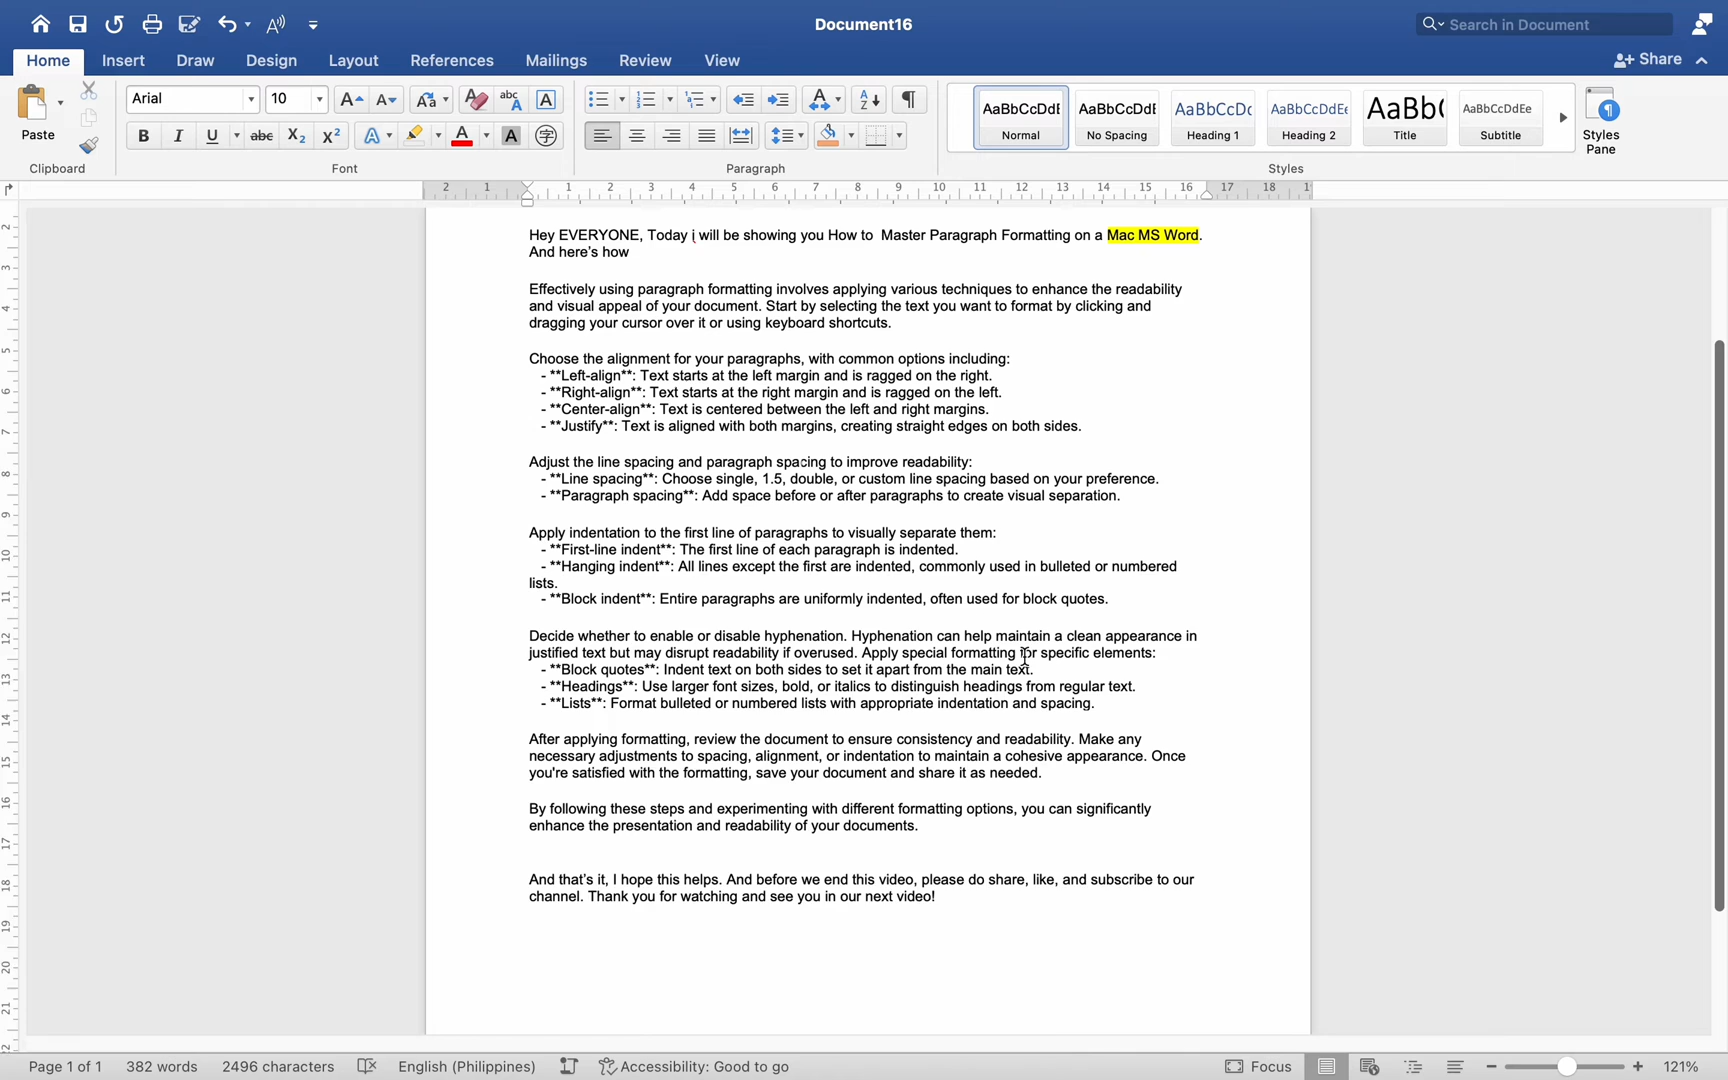 Document16
Search in Document
Home Insert Draw Design Layout References Mailings Review View
Share
Paste
Arial
10
AaBbCcDdE
AaBbCcDdE
AaBbCcDc
AaBbCcDdEe
AaBb(
AaBbCcDdEe
Normal
No Spacing
Heading 1
Heading 2
Title
Subtitle
Styles
Pane
Clipboard
Font
Paragraph
Styles
2 1 1 2 3 4 5 6 7 8 9 10 11 12 13 14 15 16 17 18
Hey EVERYONE, Today i will be showing you How to  Master Paragraph Formatting on a Mac MS Word.
And here's how
Effectively using paragraph formatting involves applying various techniques to enhance the readability
and visual appeal of your document. Start by selecting the text you want to format by clicking and
dragging your cursor over it or using keyboard shortcuts.
Choose the alignment for your paragraphs, with common options including:
- **Left-align**: Text starts at the left margin and is ragged on the right.
- **Right-align**: Text starts at the right margin and is ragged on the left.
- **Center-align**: Text is centered between the left and right margins.
- **Justify**: Text is aligned with both margins, creating straight edges on both sides.
Adjust the line spacing and paragraph spacing to improve readability:
- **Line spacing**: Choose single, 1.5, double, or custom line spacing based on your preference.
- **Paragraph spacing**: Add space before or after paragraphs to create visual separation.
Apply indentation to the first line of paragraphs to visually separate them:
- **First-line indent**: The first line of each paragraph is indented.
- **Hanging indent**: All lines except the first are indented, commonly used in bulleted or numbered
lists.
- **Block indent**: Entire paragraphs are uniformly indented, often used for block quotes.
Decide whether to enable or disable hyphenation. Hyphenation can help maintain a clean appearance in
justified text but may disrupt readability if overused. Apply special formatting for specific elements:
- **Block quotes**: Indent text on both sides to set it apart from the main text.
- **Headings**: Use larger font sizes, bold, or italics to distinguish headings from regular text.
- **Lists**: Format bulleted or numbered lists with appropriate indentation and spacing.
After applying formatting, review the document to ensure consistency and readability. Make any
necessary adjustments to spacing, alignment, or indentation to maintain a cohesive appearance. Once
you're satisfied with the formatting, save your document and share it as needed.
By following these steps and experimenting with different formatting options, you can significantly
enhance the presentation and readability of your documents.
And that's it, I hope this helps. And before we end this video, please do share, like, and subscribe to our
channel. Thank you for watching and see you in our next video!
Page 1 of 1
382 words
2496 characters
English (Philippines)
Accessibility: Good to go
Focus
121%